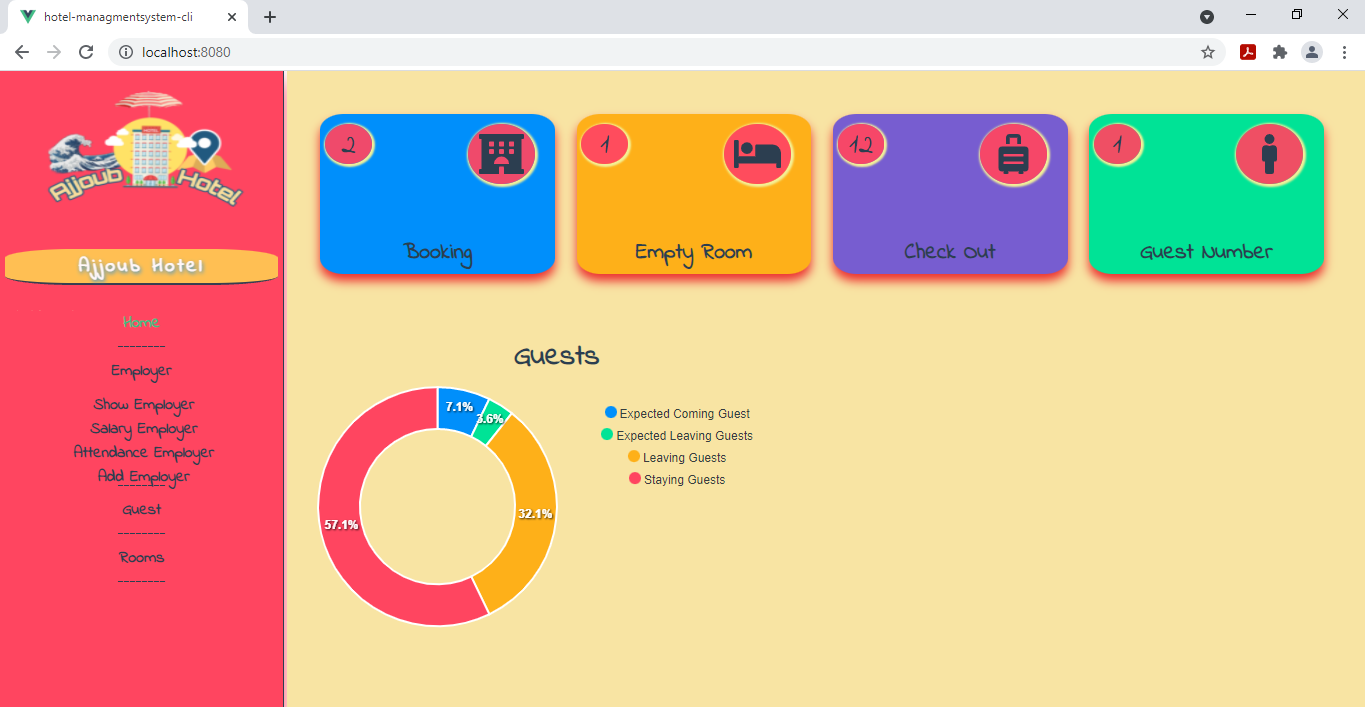 hotel-managmentsystem-cli
localhost:8080
HOTEL
Ajjoub Hotel
Ajjoub Hotel
Home
--------
Employer
Show Employer
Salary Employer
Attendance Employer
Add Employer
--------
Guest
--------
Rooms
--------
2
Booking
1
Empty Room
12
Check Out
1
Guest Number
Guests
7.1%
3.6%
32.1%
57.1%
Expected Coming Guest
Expected Leaving Guests
Leaving Guests
Staying Guests